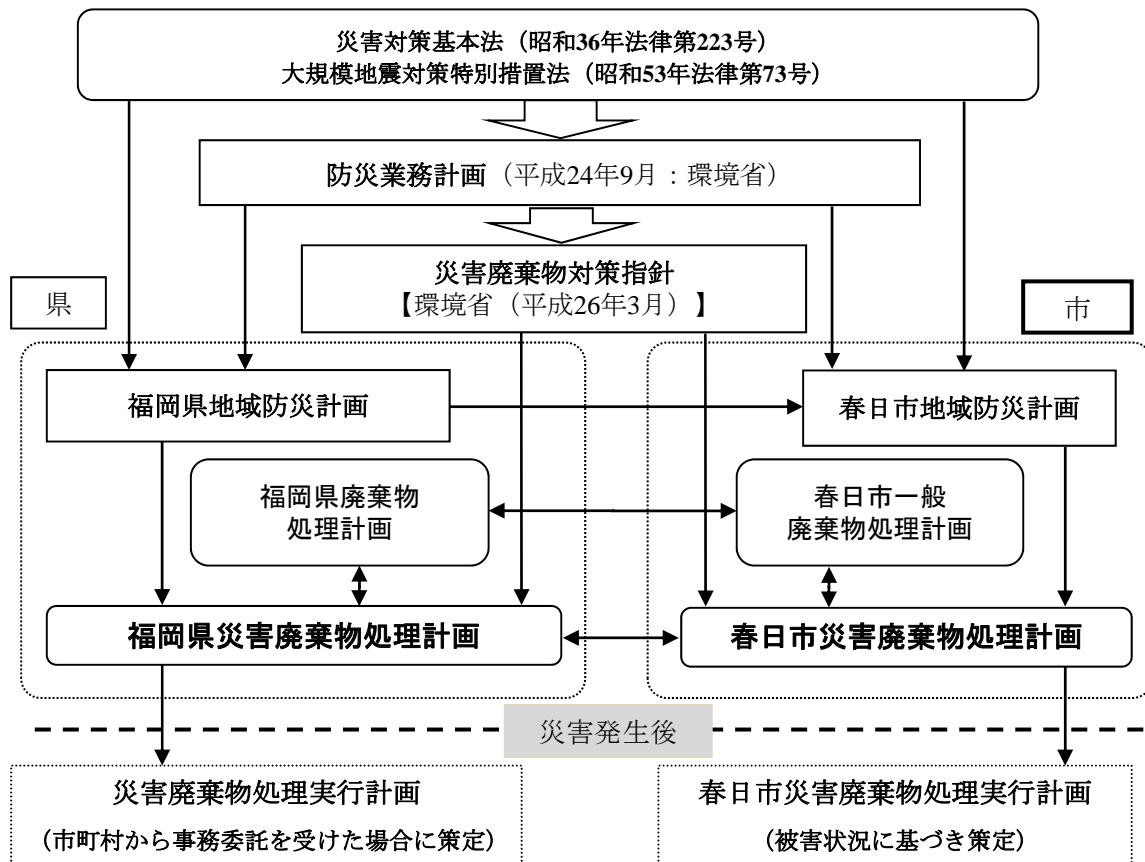 災害対策基本法（昭和36年法律第223号）
大規模地震対策特別措置法（昭和53年法律第73号）
防災業務計画（平成24年9月：環境省）
災害廃棄物対策指針
【環境省（平成26年3月）】
県
市
福岡県地域防災計画
春日市地域防災計画
福岡県廃棄物
処理計画
春日市一般
廃棄物処理計画
福岡県災害廃棄物処理計画
春日市災害廃棄物処理計画
災害発生後
災害廃棄物処理実行計画
（市町村から事務委託を受けた場合に策定）
春日市災害廃棄物処理実行計画
（被害状況に基づき策定）